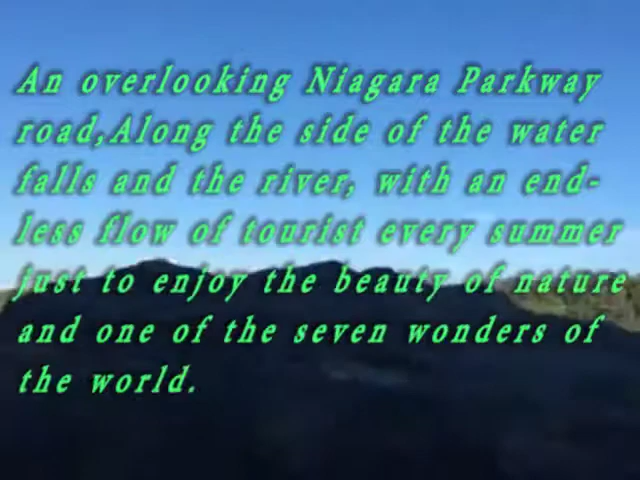 An overlooking Niagara Parkway
road,Along the side of the water
falls and the river, with an end-
less flow of tourist every summer
just to enjoy the beauty of nature
and one of the seven wonders of
the world.